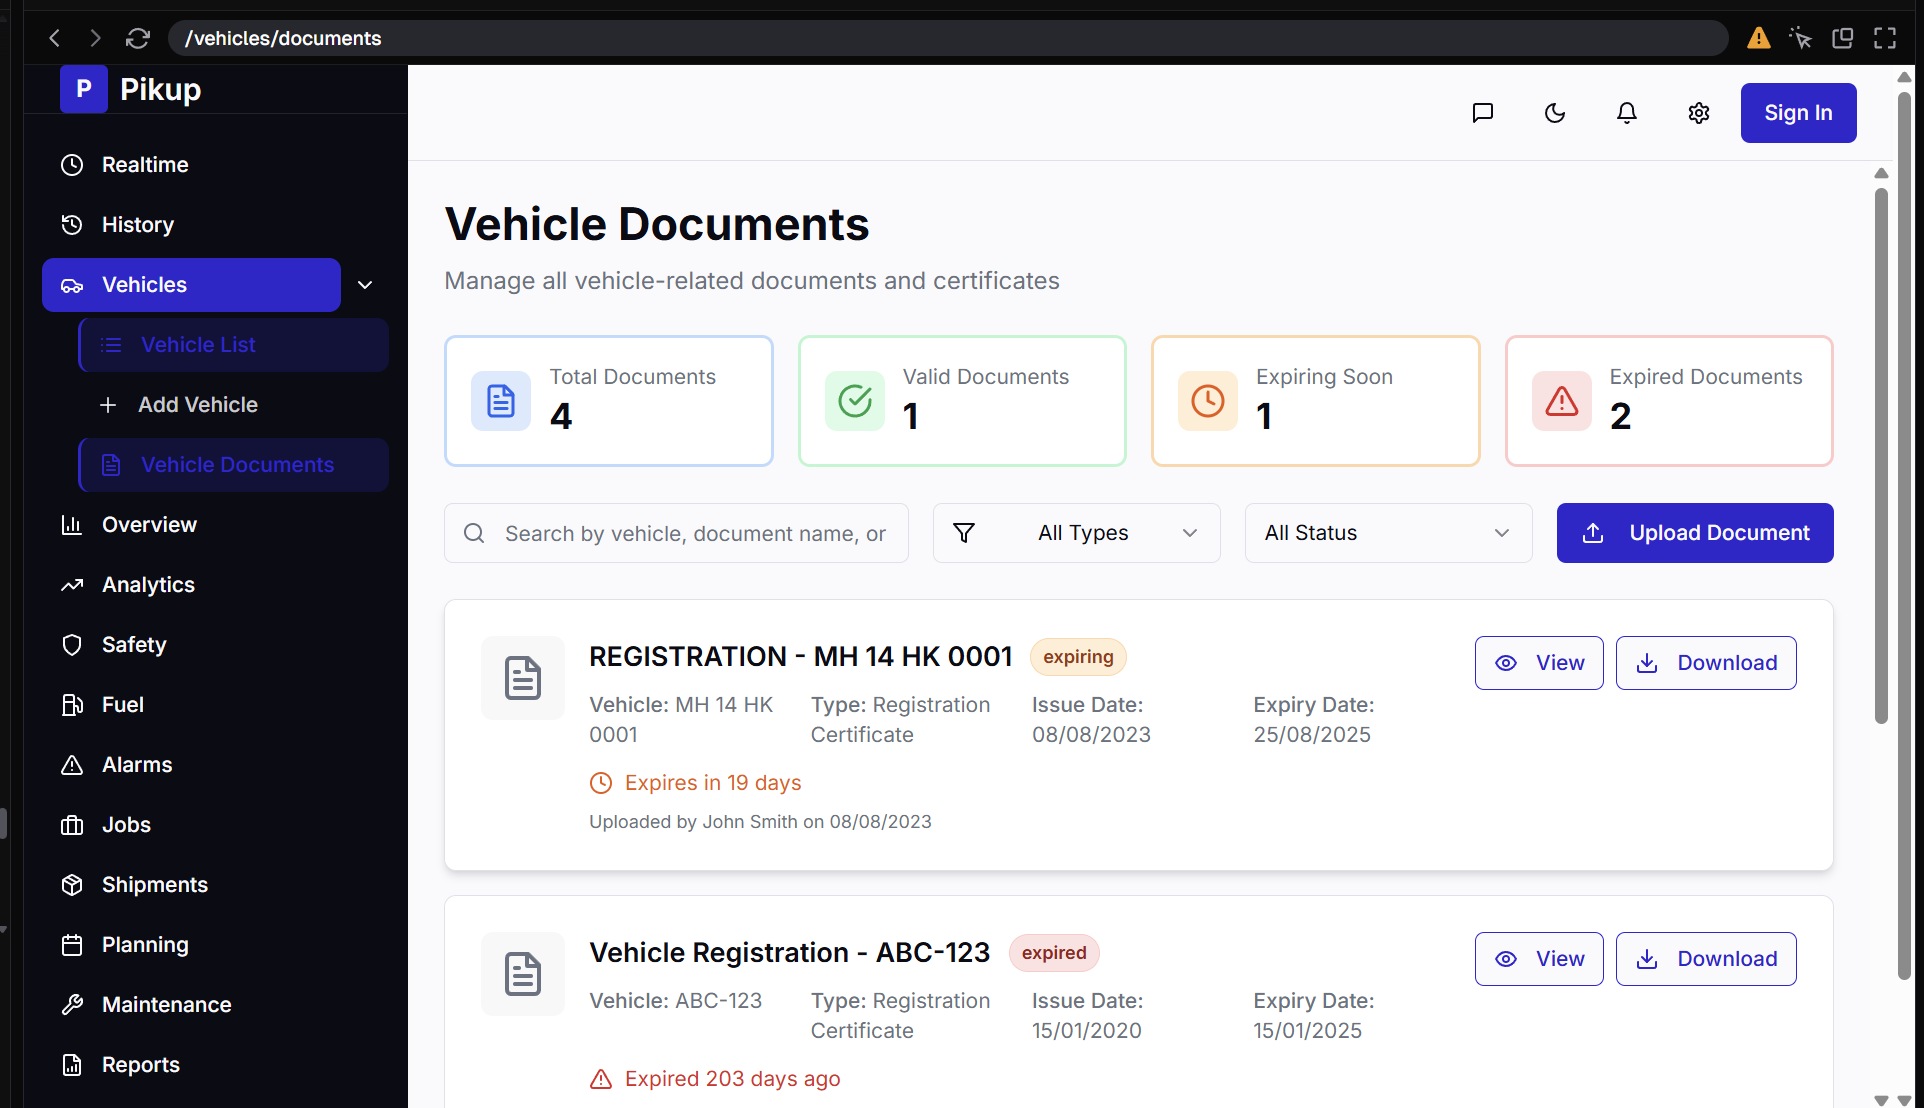 /vehicles/documents
P
Pikup
Sign In
Realtime
History
Vehicles
Vehicle List
Add Vehicle
Vehicle Documents
Overview
Analytics
Safety
Fuel
Alarms
Jobs
Shipments
Planning
Maintenance
Reports
Vehicle Documents
Manage all vehicle-related documents and certificates
Total Documents
4
Valid Documents
1
Expiring Soon
1
Expired Documents
2
Search by vehicle, document name, or
All Types
All Status
Upload Document
REGISTRATION - MH 14 HK 0001
expiring
View
Download
Vehicle: MH 14 HK
0001
Type: Registration
Certificate
Issue Date:
08/08/2023
Expiry Date:
25/08/2025
Expires in 19 days
Uploaded by John Smith on 08/08/2023
Vehicle Registration - ABC-123
expired
View
Download
Vehicle: ABC-123
Type: Registration
Certificate
Issue Date:
15/01/2020
Expiry Date:
15/01/2025
Expired 203 days ago